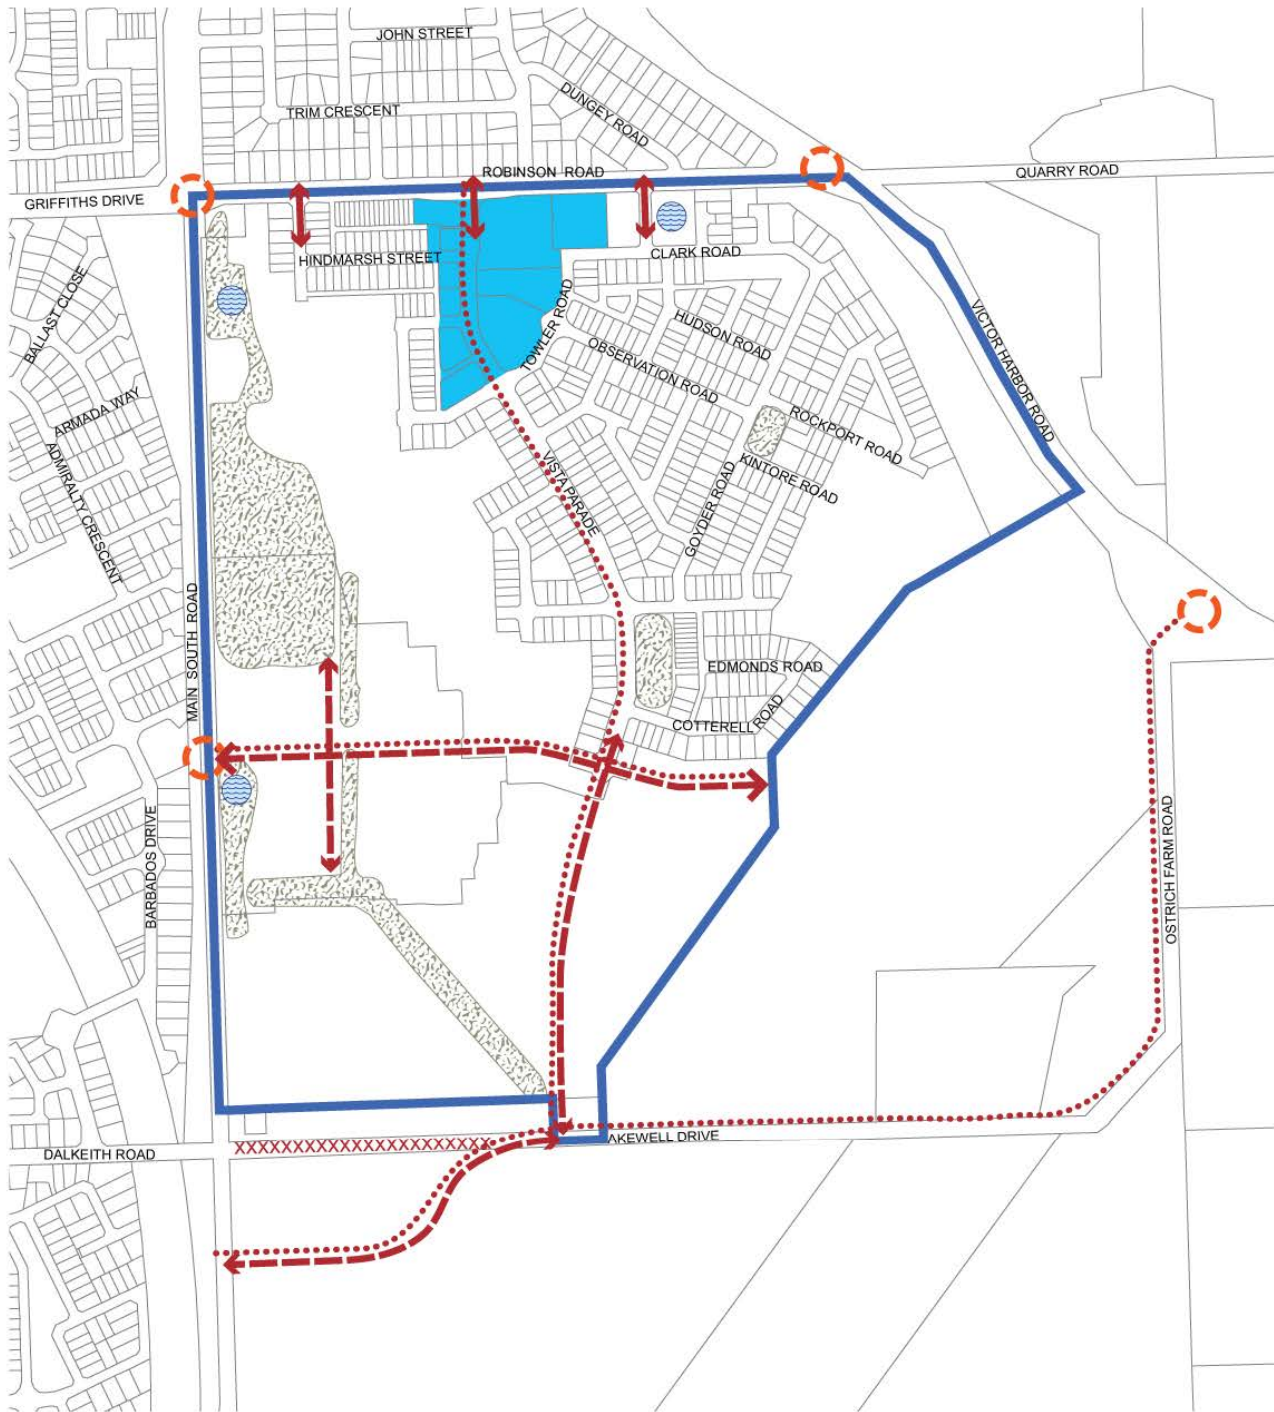 JOHN STREET
DUNGEY ROAD
TRIM CRESCENT
ROBINSON ROAD
QUARRY ROAD
GRIFFITHS DRIVE
HINDMARSH STREET
CLARK ROAD
BALLAST CLOSE
TOWLER ROAD
HUDSON ROAD
VICTOR HARBOR ROAD
OBSERVATION ROAD
ARMADA WAY
ROCKPORT ROAD
ADMIRALTY CRESCENT
VISTA PARADE
KINTORE ROAD
GOYDER ROAD
MAIN SOUTH ROAD
EDMONDS ROAD
COTTERELL ROAD
BARBADOS DRIVE
OSTRICH FARM ROAD
AKEWELL DRIVE
XXXXXXXXXXXXXXXXXXXXXX
DALKEITH ROAD